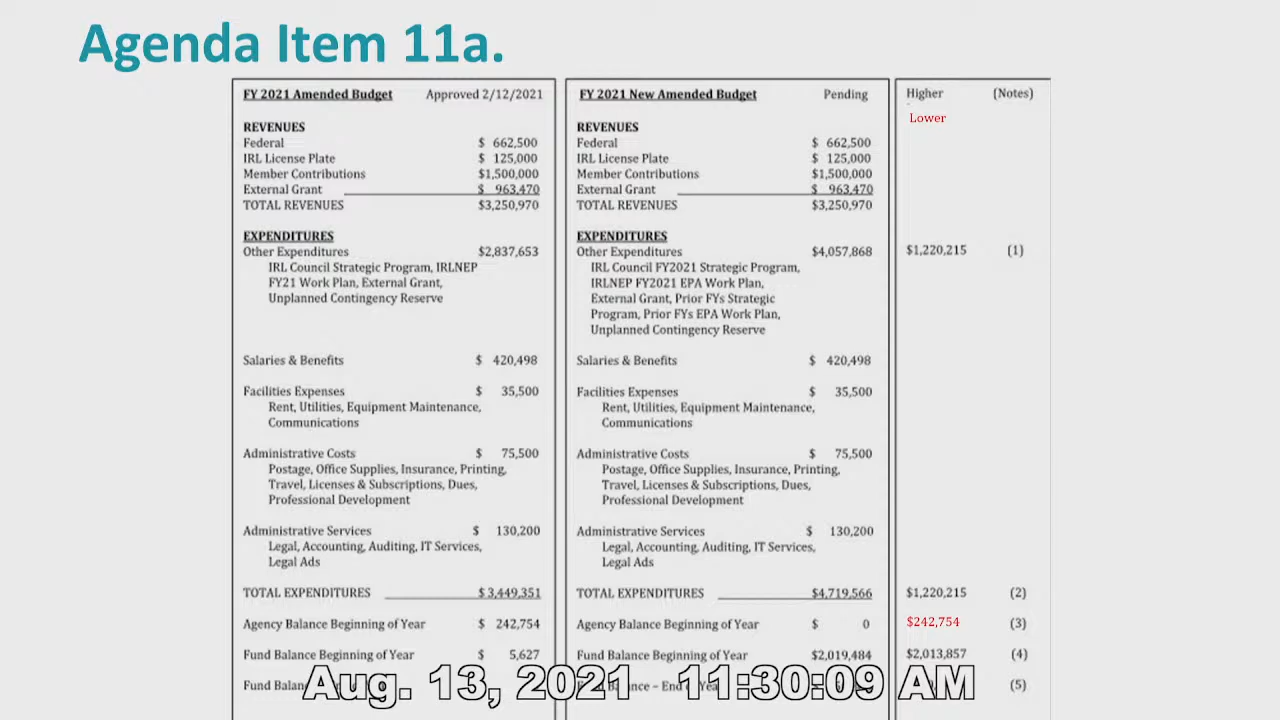 Agenda Item 11a.
FY 2021 Amended Budget Approved 2/12/2021
REVENUES
Federal $ 662,500
IRL License Plate $ 125,000
Member Contributions $1,500,000
External Grant $ 963,470
TOTAL REVENUES $3,250,970
EXPENDITURES
Other Expenditures $2,837,653
IRL Council Strategic Program, IRLNEP
FY21 Work Plan, External Grant,
Unplanned Contingency Reserve
Salaries & Benefits $ 420,498
Facilities Expenses $ 35,500
Rent, Utilities, Equipment Maintenance,
Communications
Administrative Costs $ 75,500
Postage, Office Supplies, Insurance, Printing,
Travel, Licenses & Subscriptions, Dues,
Professional Development
Administrative Services $ 130,200
Legal, Accounting, Auditing, IT Services,
Legal Ads
TOTAL EXPENDITURES $3,449,351
Agency Balance Beginning of Year $ 242,754
Fund Balance Beginning of Year $ 5,627
FY 2021 New Amended Budget Pending
REVENUES
Federal $ 662,500
IRL License Plate $ 125,000
Member Contributions $1,500,000
External Grant $ 963,470
TOTAL REVENUES $3,250,970
EXPENDITURES
Other Expenditures $4,057,868
IRL Council FY2021 Strategic Program,
IRLNEP FY2021 EPA Work Plan,
External Grant, Prior FYs Strategic
Program, Prior FYs EPA Work Plan,
Unplanned Contingency Reserve
Salaries & Benefits $ 420,498
Facilities Expenses $ 35,500
Rent, Utilities, Equipment Maintenance,
Communications
Administrative Costs $ 75,500
Postage, Office Supplies, Insurance, Printing,
Travel, Licenses & Subscriptions, Dues,
Professional Development
Administrative Services $ 130,200
Legal, Accounting, Auditing, IT Services,
Legal Ads
TOTAL EXPENDITURES $4,719,566
Agency Balance Beginning of Year $ 0
Fund Balance Beginning of Year $2,019,484
Higher (Notes)
Lower
$1,220,215 (1)
$1,220,215 (2)
$242,754 (3)
$2,013,857 (4)
(5)
Aug. 13, 2021 11:30:09 AM